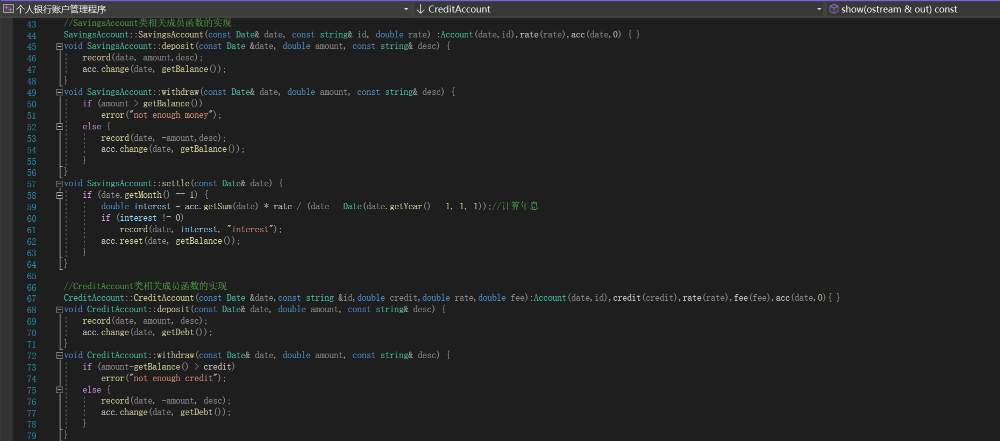 个人银行账户管理程序 CreditAccount show(ostream & out) const
43 //SavingsAccount类相关成员函数的实现
44 SavingsAccount::SavingsAccount(const Date& date, const string& id, double rate) :Account(date,id),rate(rate),acc(date,0) { }
45 void SavingsAccount::deposit(const Date &date, double amount, const string& desc) {
46 record(date, amount,desc);
47 acc.change(date, getBalance());
48 }
49 void SavingsAccount::withdraw(const Date& date, double amount, const string& desc) {
50 if (amount > getBalance())
51 error("not enough money");
52 else {
53 record(date, -amount,desc);
54 acc.change(date, getBalance());
55 }
56 }
57 void SavingsAccount::settle(const Date& date) {
58 if (date.getMonth() == 1) {
59 double interest = acc.getSum(date) * rate / (date - Date(date.getYear() - 1, 1, 1));//计算年息
60 if (interest != 0)
61 record(date, interest, "interest");
62 acc.reset(date, getBalance());
63 }
64 }
65
66 //CreditAccount类相关成员函数的实现
67 CreditAccount::CreditAccount(const Date &date,const string &id,double credit,double rate,double fee):Account(date,id),credit(credit),rate(rate),fee(fee),acc(date,0){ }
68 void CreditAccount::deposit(const Date& date, double amount, const string& desc) {
69 record(date, amount, desc);
70 acc.change(date, getDebt());
71 }
72 void CreditAccount::withdraw(const Date& date, double amount, const string& desc) {
73 if (amount-getBalance() > credit)
74 error("not enough credit");
75 else {
76 record(date, -amount, desc);
77 acc.change(date, getDebt());
78 }
79 }